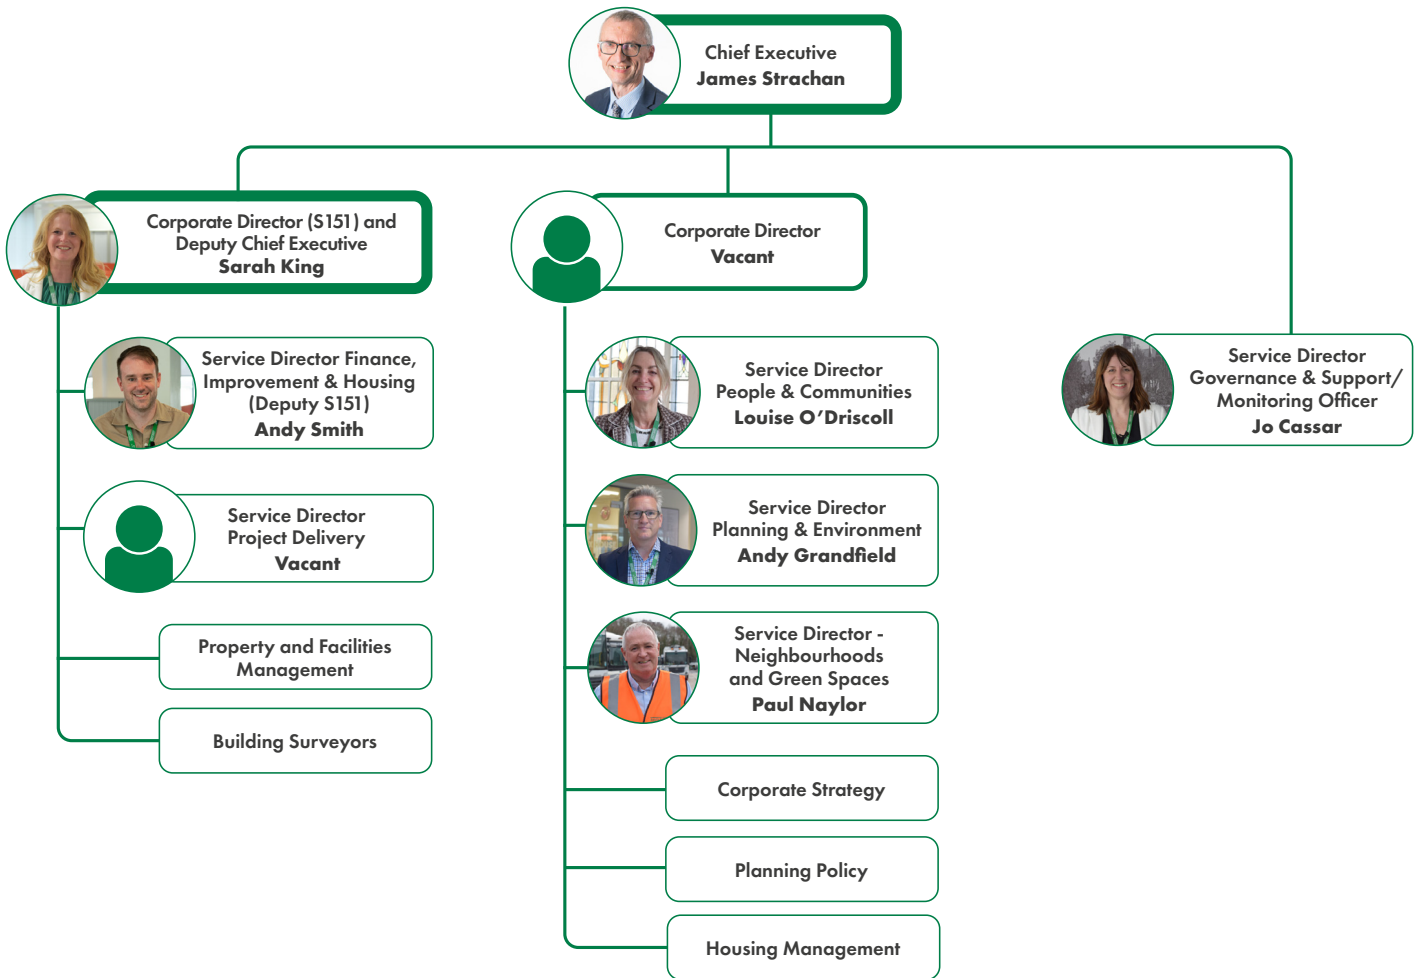 Chief Executive
James Strachan
Corporate Director (S151) and
Deputy Chief Executive
Sarah King
Corporate Director
Vacant
Service Director Finance,
Improvement & Housing
(Deputy S151)
Andy Smith
Service Director
Project Delivery
Vacant
Property and Facilities
Management
Building Surveyors
Service Director
People & Communities
Louise O’Driscoll
Service Director
Planning & Environment
Andy Grandfield
Service Director -
Neighbourhoods
and Green Spaces
Paul Naylor
Corporate Strategy
Planning Policy
Housing Management
Service Director
Governance & Support/
Monitoring Officer
Jo Cassar